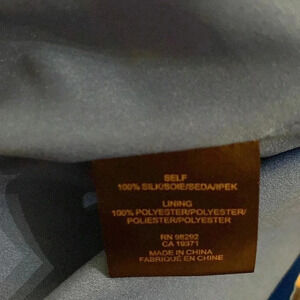 SELF
100% SILK/SOIE/SEDA/IPEK
LINING
100% POLYESTER/POLYESTER/
POLIESTER/POLYESTER
RN 98292
CA 19371
MADE IN CHINA
FABRIQUÉ EN CHINE